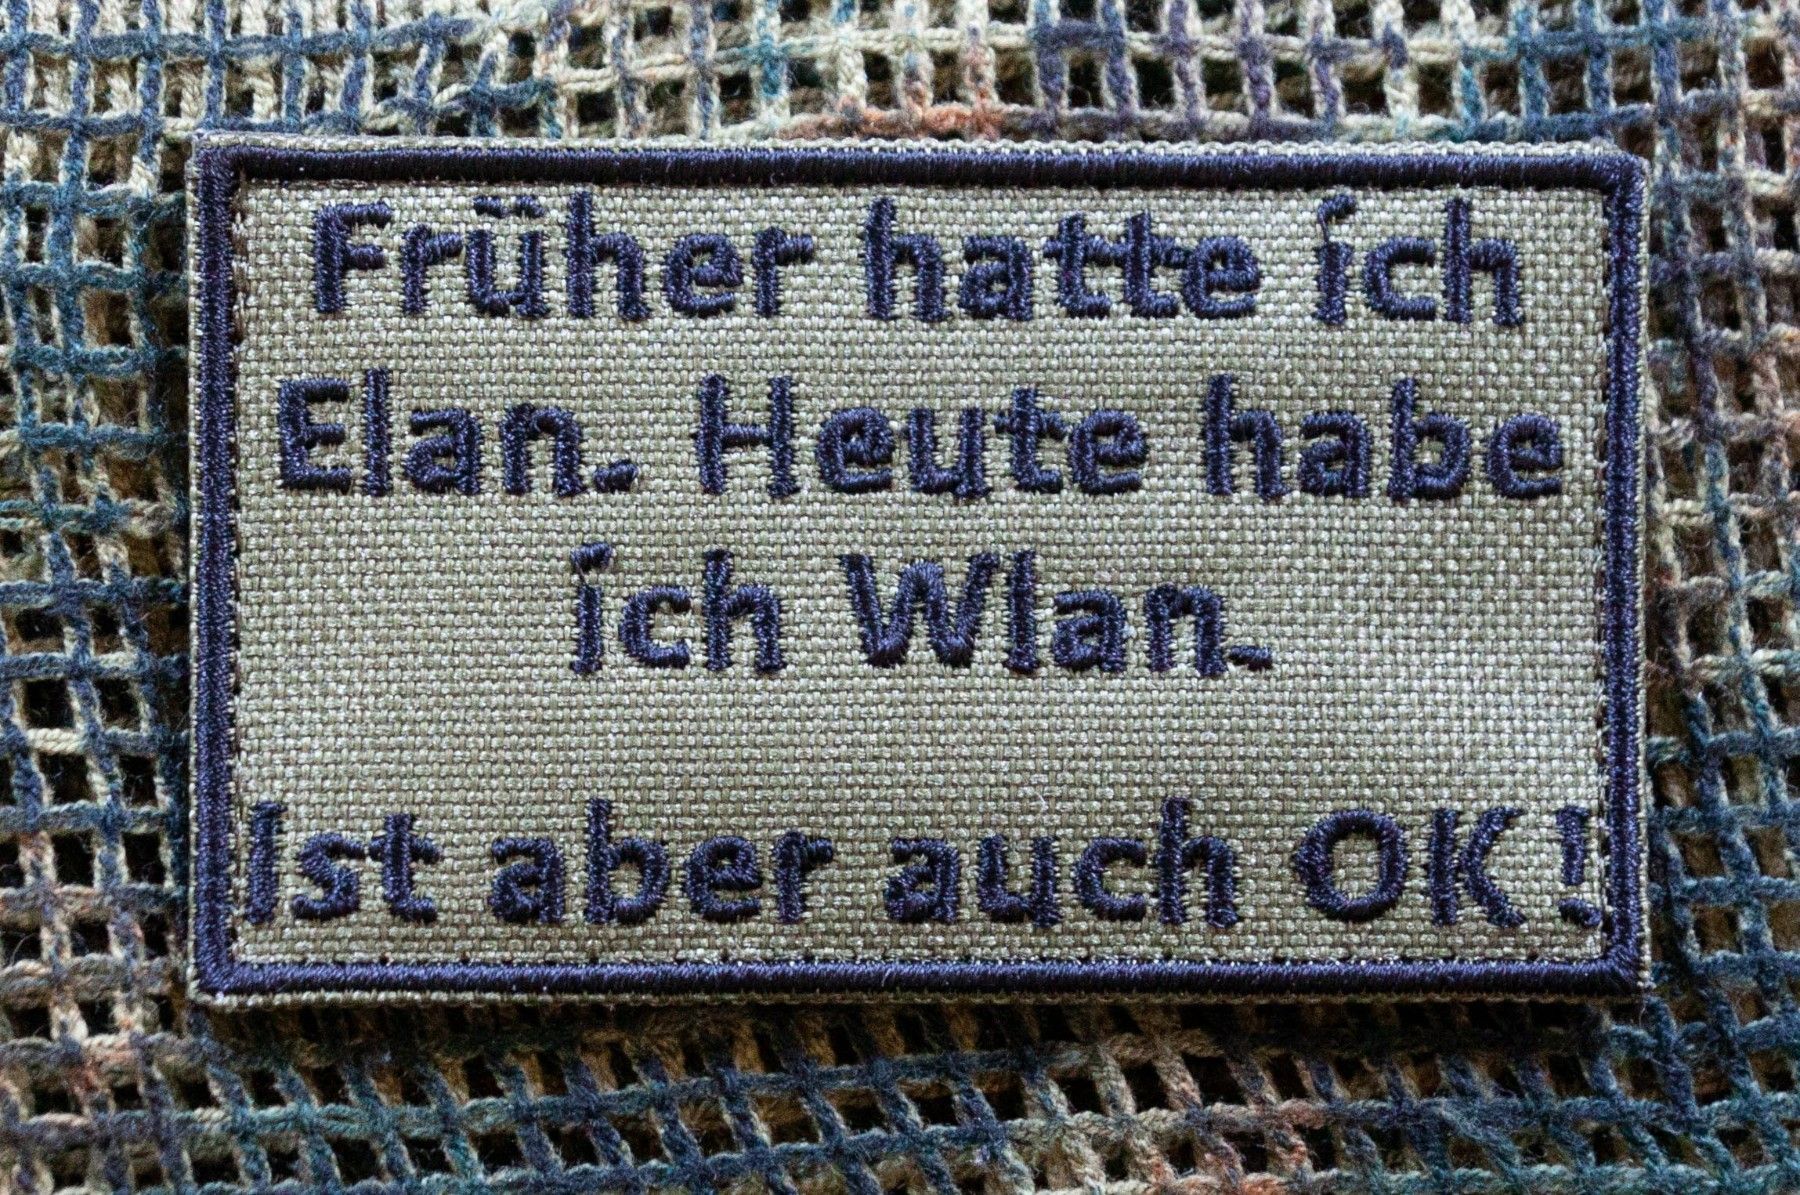 Früher hatte ich
Elan. Heute habe
ich Wlan.
Ist aber auch OK!